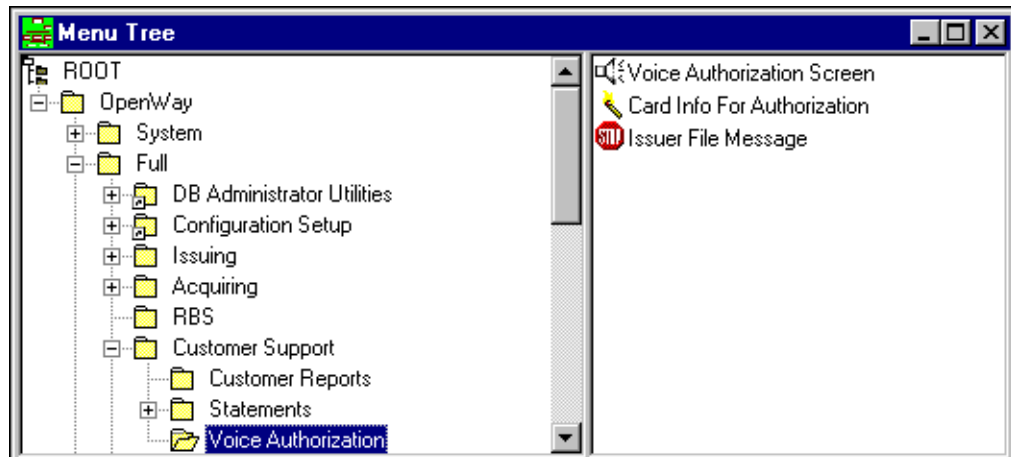 Menu Tree
ROOT
OpenWay
System
Full
DB Administrator Utilities
Configuration Setup
Issuing
Acquiring
RBS
Customer Support
Customer Reports
Statements
Voice Authorization
Voice Authorization Screen
Card Info For Authorization
Issuer File Message